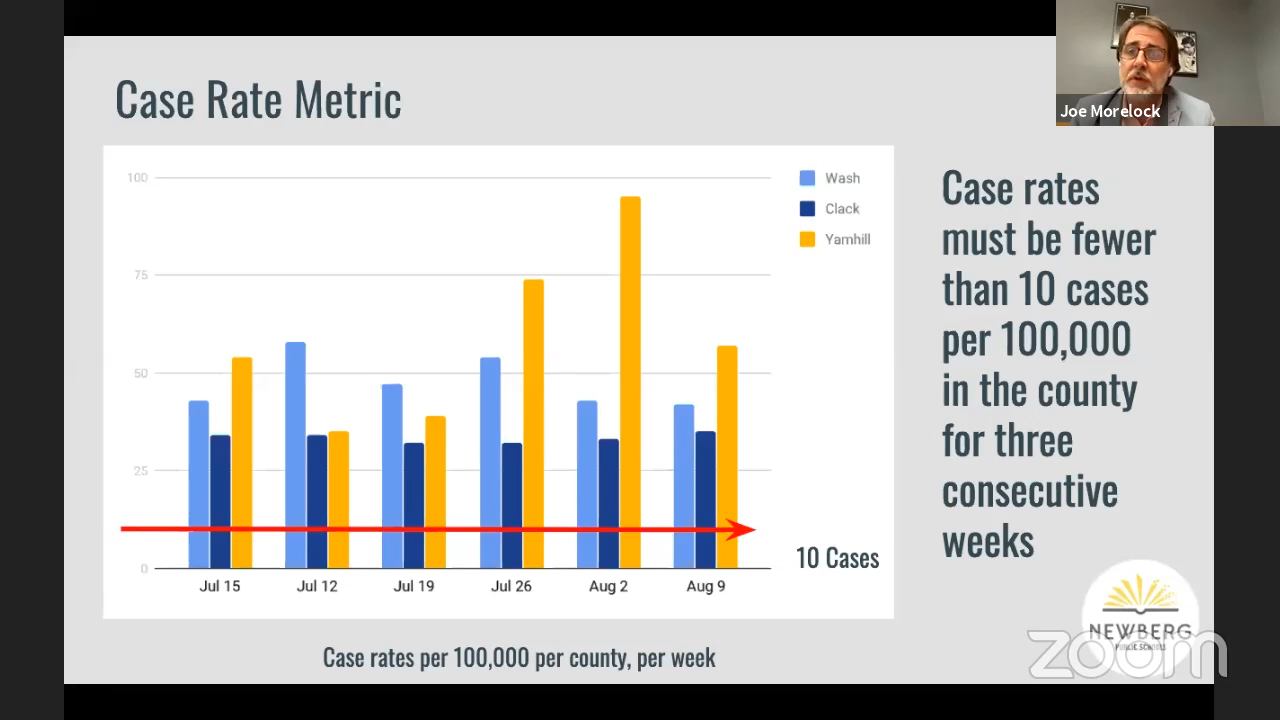 Case Rate Metric
Joe Morelock
100
75
50
25
0
Wash
Clack
Yamhill
Jul 15
Jul 12
Jul 19
Jul 26
Aug 2
Aug 9
10 Cases
Case rates per 100,000 per county, per week
Case rates
must be fewer
than 10 cases
per 100,000
in the county
for three
consecutive
weeks
NEWBERG
PUBLIC SCHOOLS
zoom